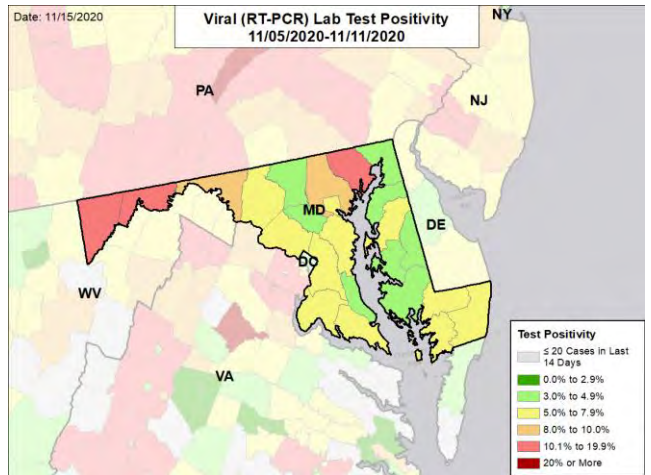 Date: 11/15/2020
Viral (RT-PCR) Lab Test Positivity
11/05/2020-11/11/2020
NY
PA
NJ
MD
DE
DC
WV
VA
Test Positivity
≤ 20 Cases in Last
14 Days
0.0% to 2.9%
3.0% to 4.9%
5.0% to 7.9%
8.0% to 10.0%
10.1% to 19.9%
20% or More